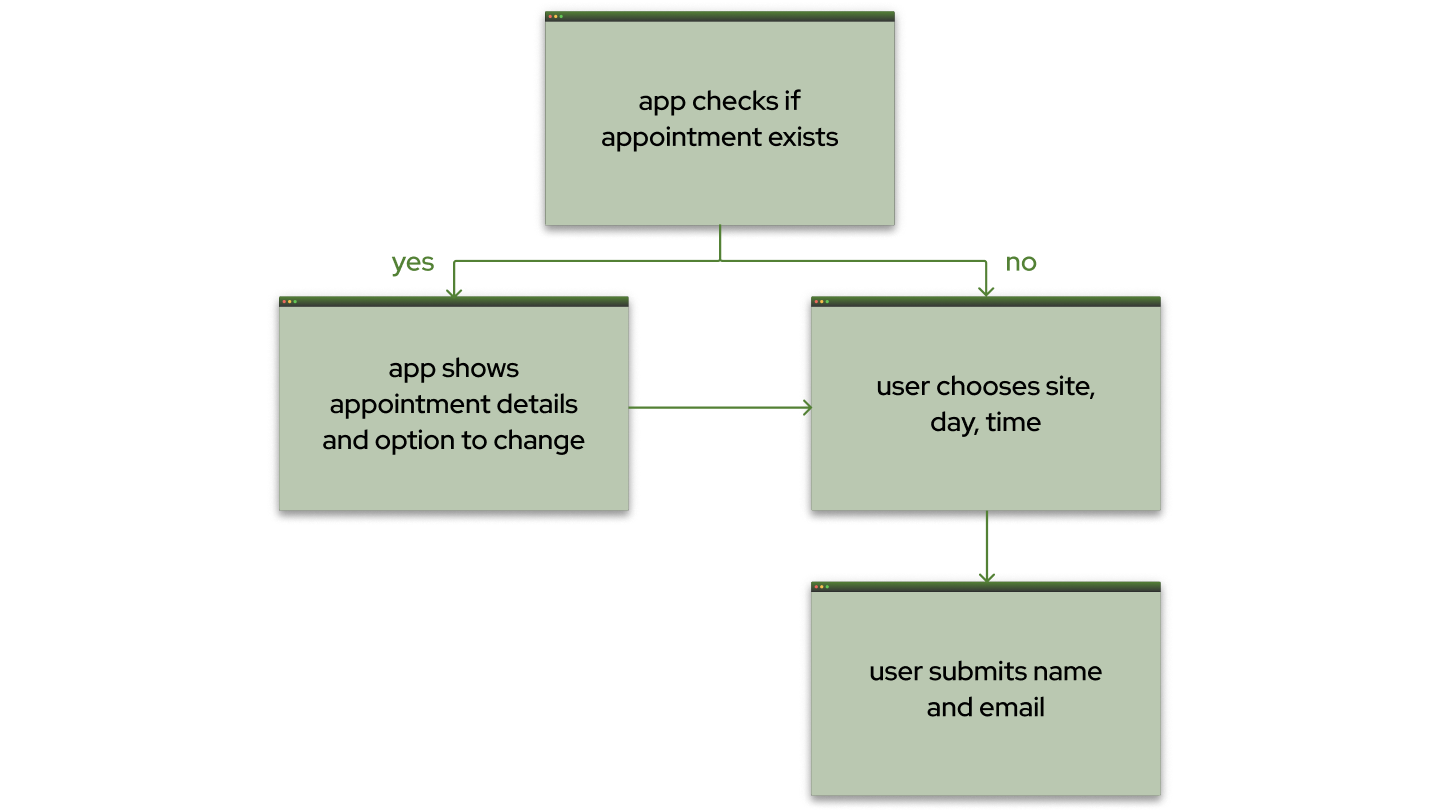 app checks if
appointment exists
yes
no
app shows
appointment details
and option to change
user chooses site,
day, time
user submits name
and email